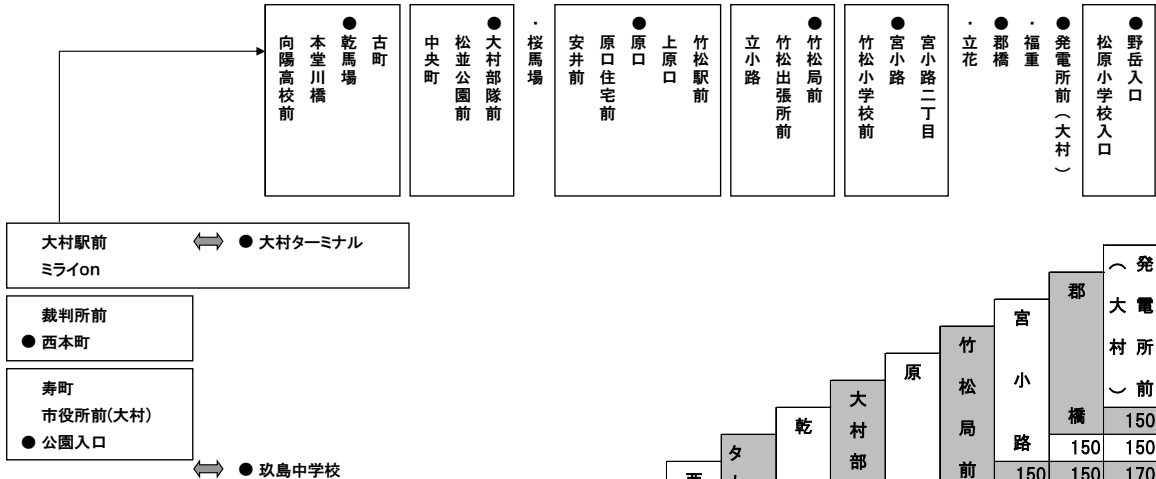 向陽高校前
本堂川橋
● 乾馬場
古町
中央町
松並公園前
● 大村部隊前
・ 桜馬場
安井前
原口住宅前
● 原口
上原口
竹松駅前
立小路
竹松出張所前
● 竹松局前
竹松小学校前
● 宮小路
宮小路二丁目
・ 立花
● 郡橋
・ 福重
● 発電所前(大村)
松原小学校入口
● 野岳入口
大村駅前 ⇔ ● 大村ターミナル
ミライon
裁判所前
● 西本町
寿町
市役所前(大村)
● 公園入口
⇔ ● 玖島中学校
発電所前
(大村)
郡橋
150
宮小路
150 150
竹松局前
150 150 170
原
大村部
乾
タ